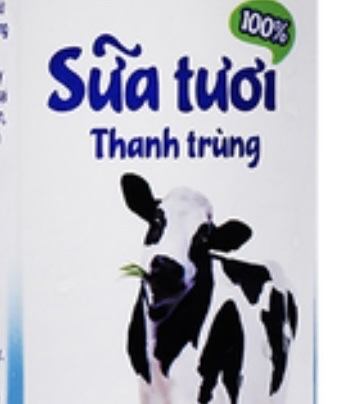 100%
Sữa tươi
Thanh trùng